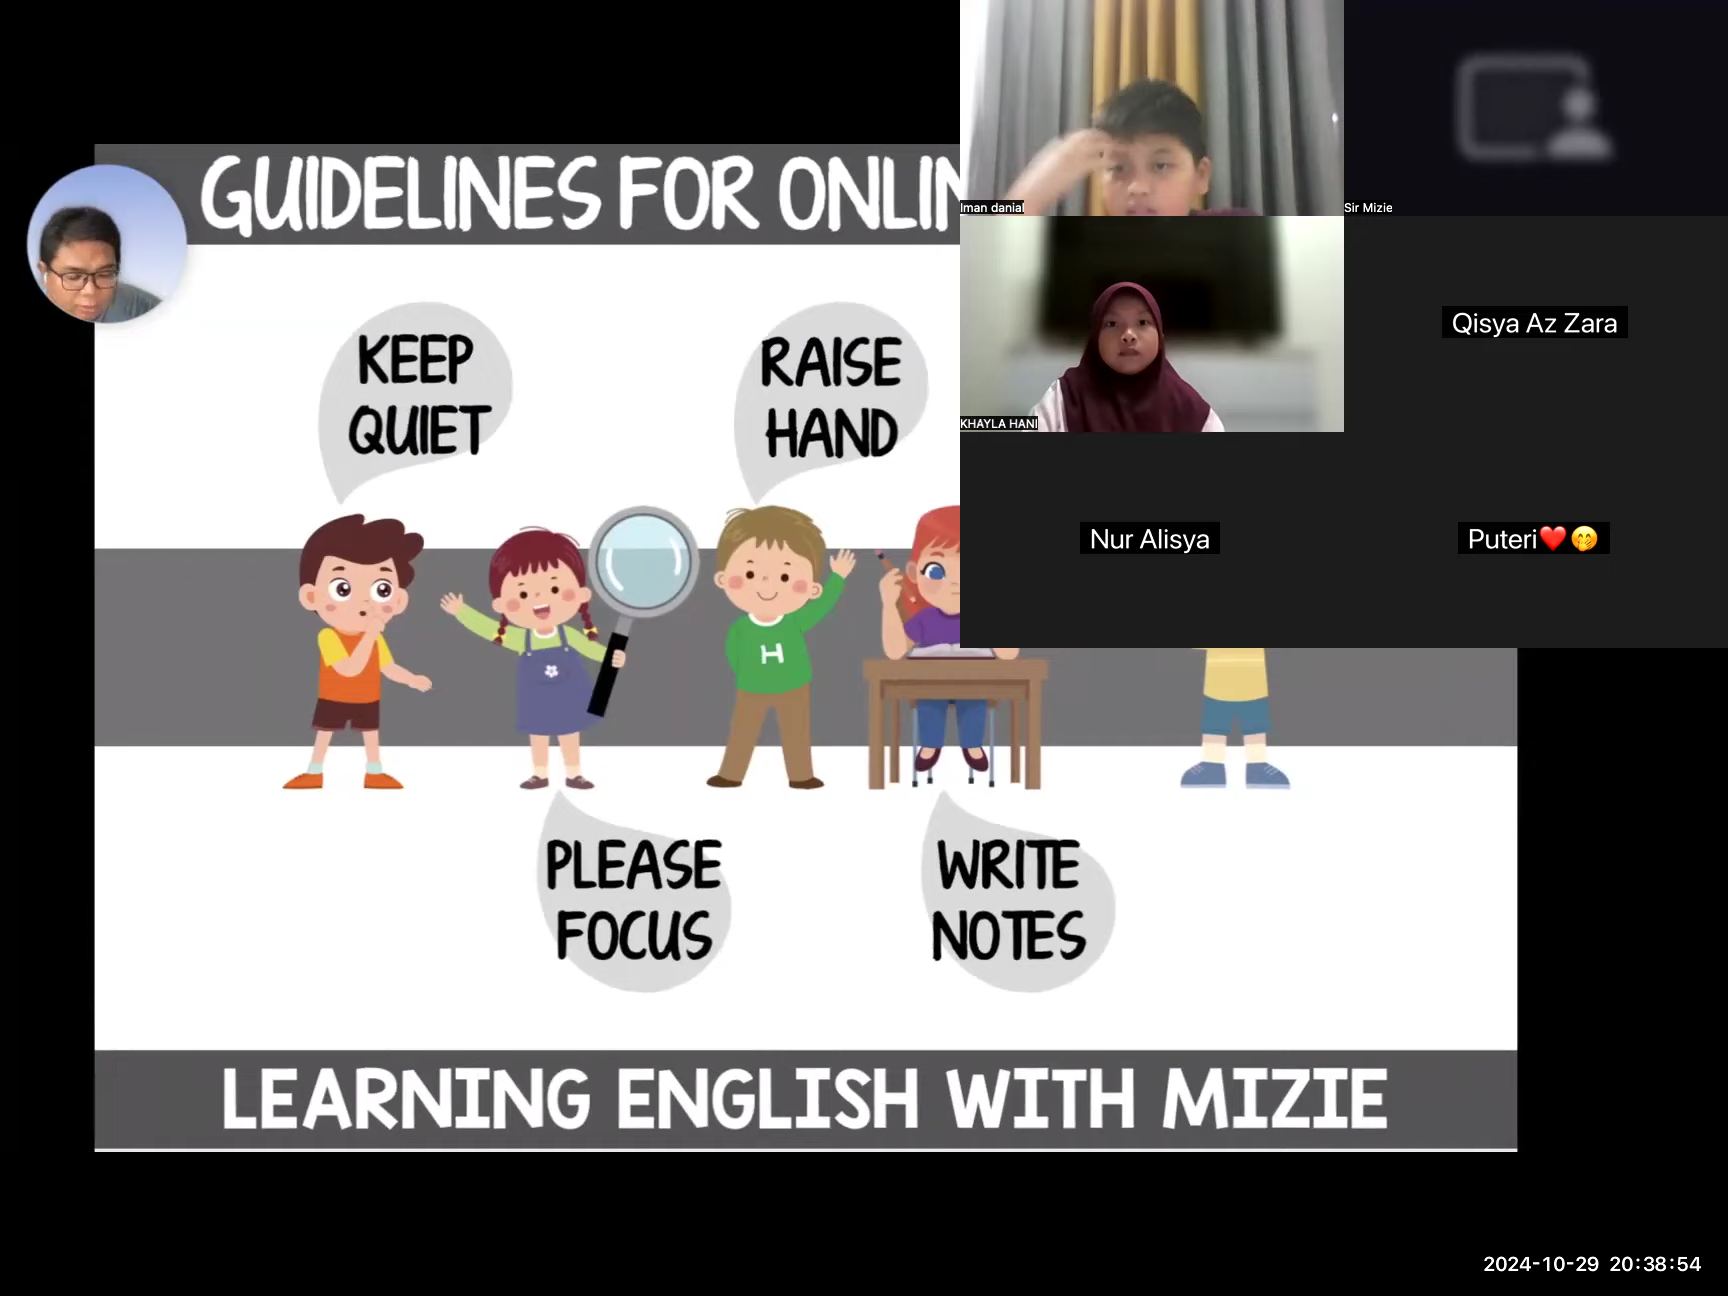 GUIDELINES FOR
KEEP
QUIET
RAISE
HAND
H
PLEASE
FOCUS
WRITE
NOTES
LEARNING ENGLISH WITH MIZIE
Iman danial
Sir Mizie
KHAYLA HANI
Qisya Az Zara
Nur Alisya
Puteri❤️🤭
2024-10-29 20:38:54